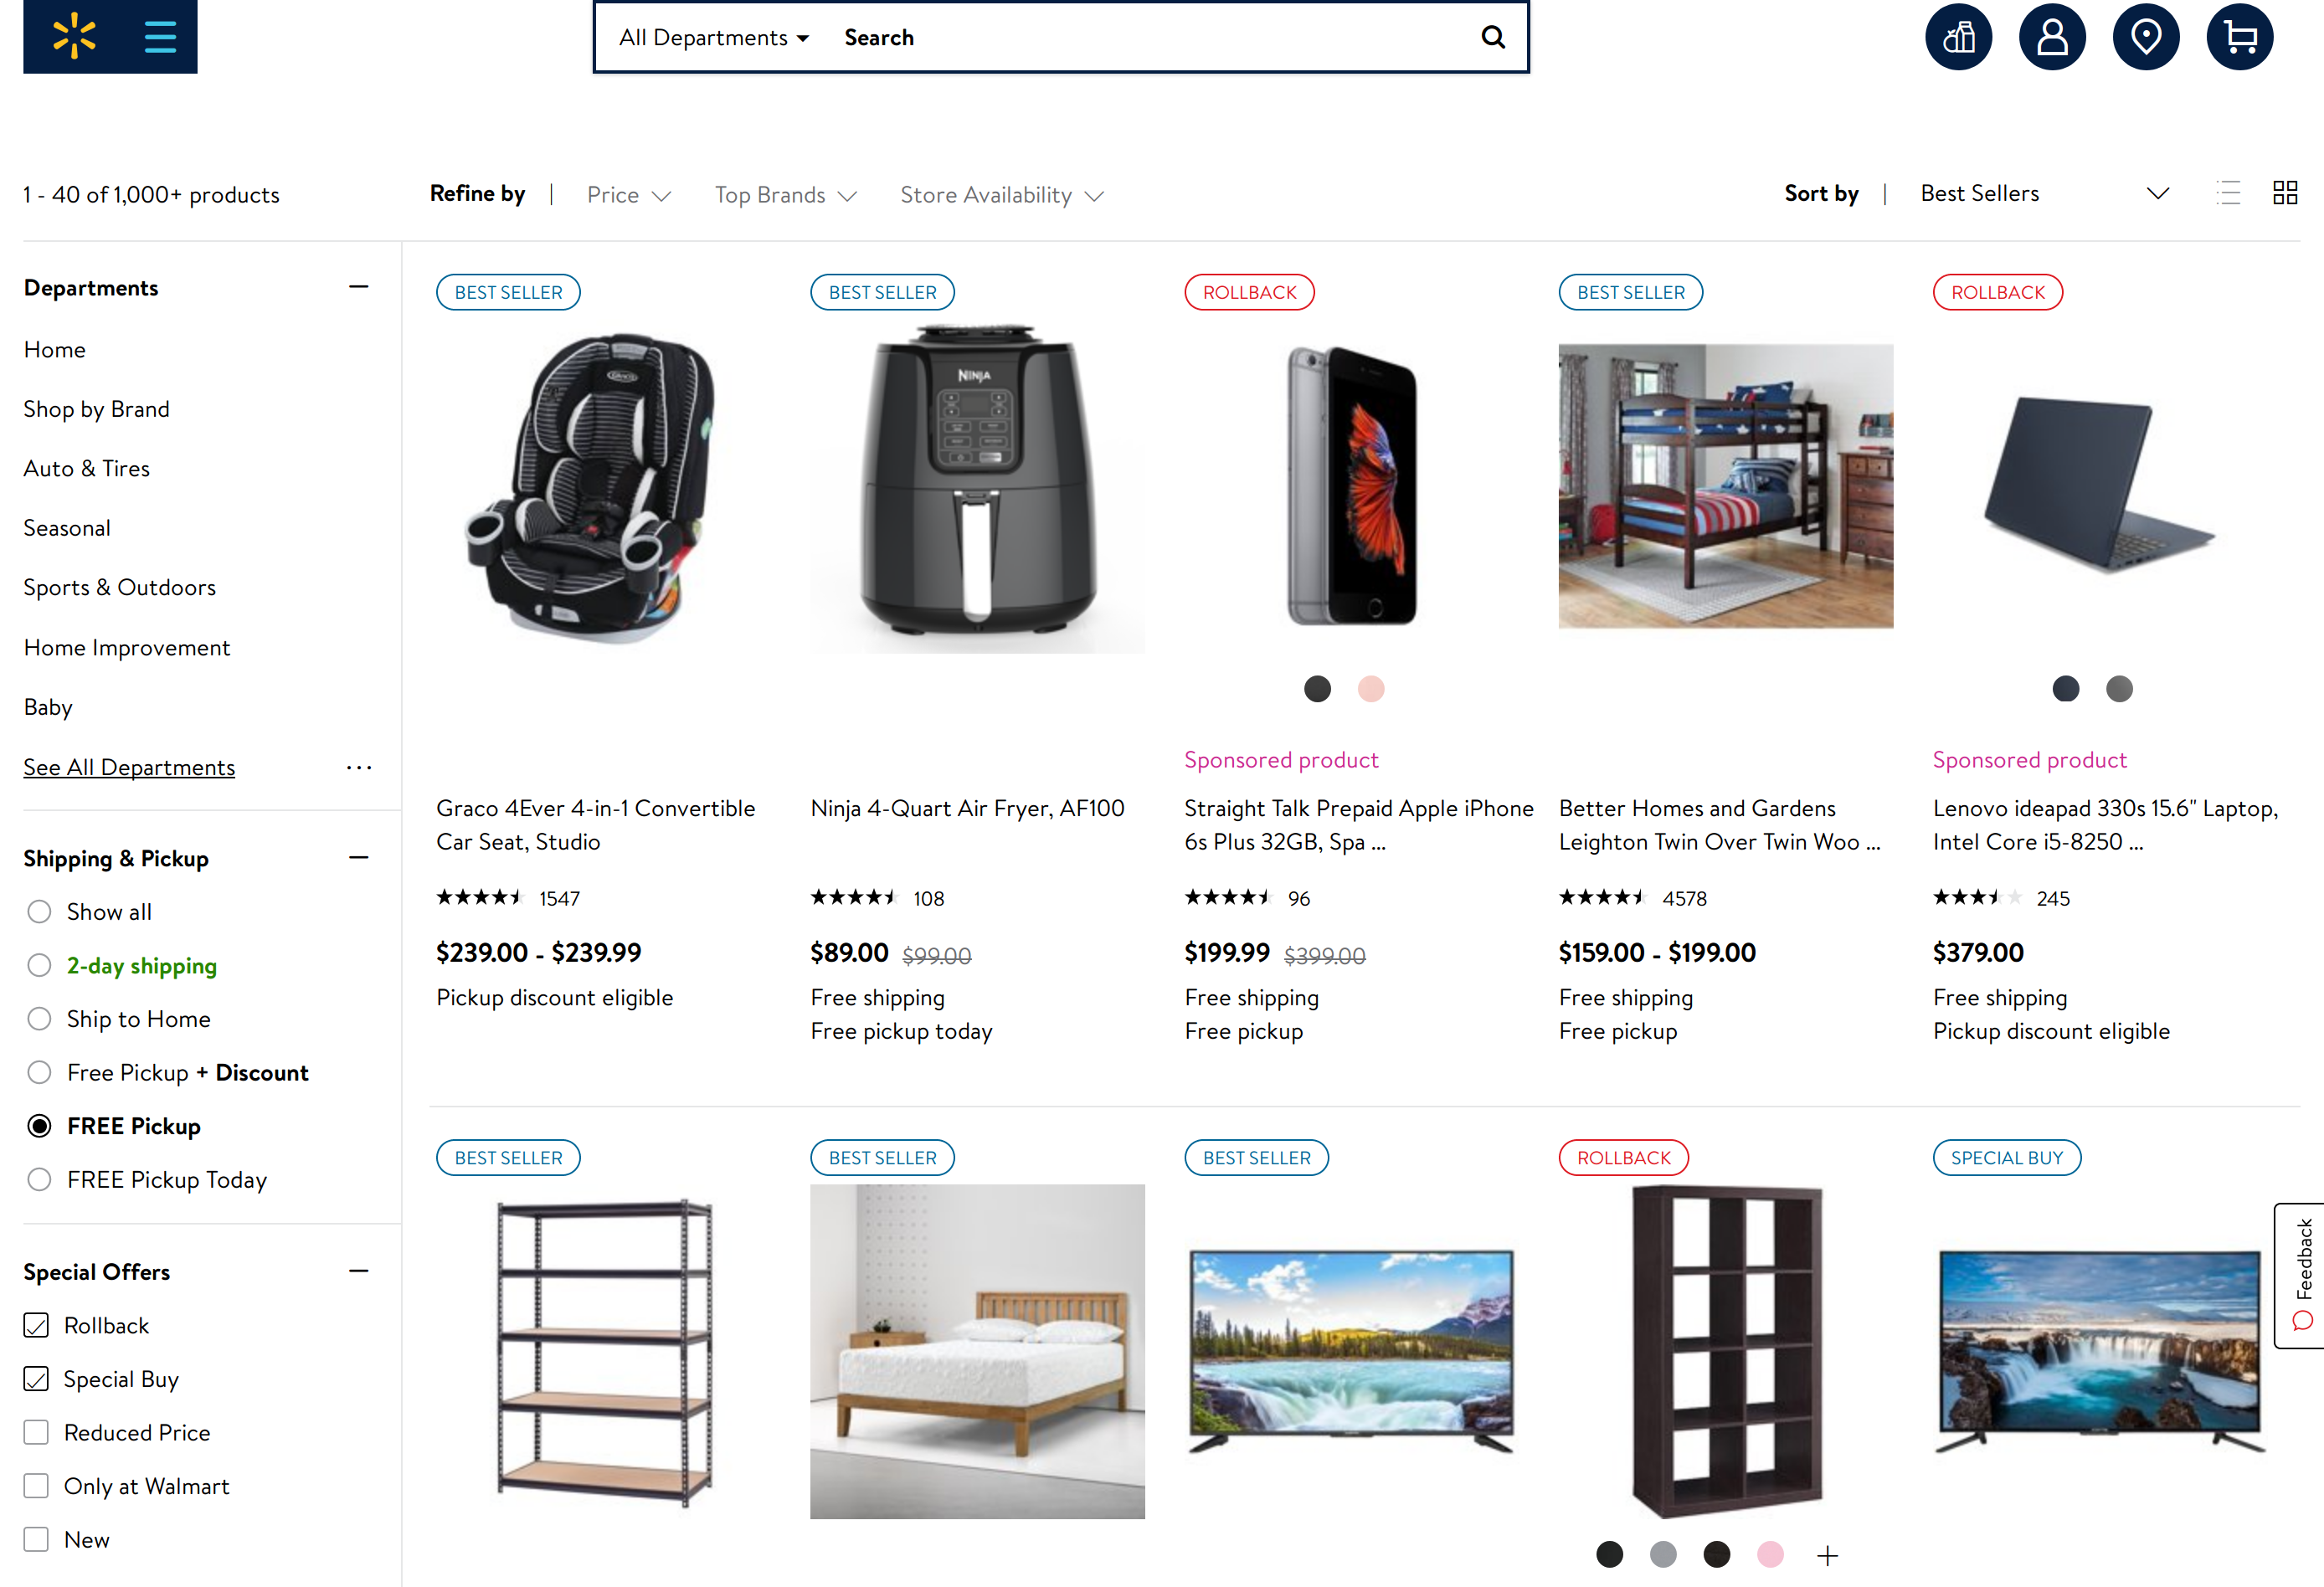 All Departments Search
1 - 40 of 1,000+ products
Refine by | Price Top Brands Store Availability
Sort by | Best Sellers
Departments
Home
Shop by Brand
Auto & Tires
Seasonal
Sports & Outdoors
Home Improvement
Baby
See All Departments ...
Shipping & Pickup
Show all
2-day shipping
Ship to Home
Free Pickup + Discount
FREE Pickup
FREE Pickup Today
Special Offers
Rollback
Special Buy
Reduced Price
Only at Walmart
New
BEST SELLER
GRACO
Graco 4Ever 4-in-1 Convertible
Car Seat, Studio
1547
$239.00 - $239.99
Pickup discount eligible
BEST SELLER
NINJA
Ninja 4-Quart Air Fryer, AF100
108
$89.00 $99.00
Free shipping
Free pickup today
ROLLBACK
Sponsored product
Straight Talk Prepaid Apple iPhone
6s Plus 32GB, Spa ...
96
$199.99 $399.00
Free shipping
Free pickup
BEST SELLER
Better Homes and Gardens
Leighton Twin Over Twin Woo ...
4578
$159.00 - $199.00
Free shipping
Free pickup
ROLLBACK
Sponsored product
Lenovo ideapad 330s 15.6" Laptop,
Intel Core i5-8250 ...
245
$379.00
Free shipping
Pickup discount eligible
BEST SELLER
BEST SELLER
BEST SELLER
ROLLBACK
SPECIAL BUY
Feedback